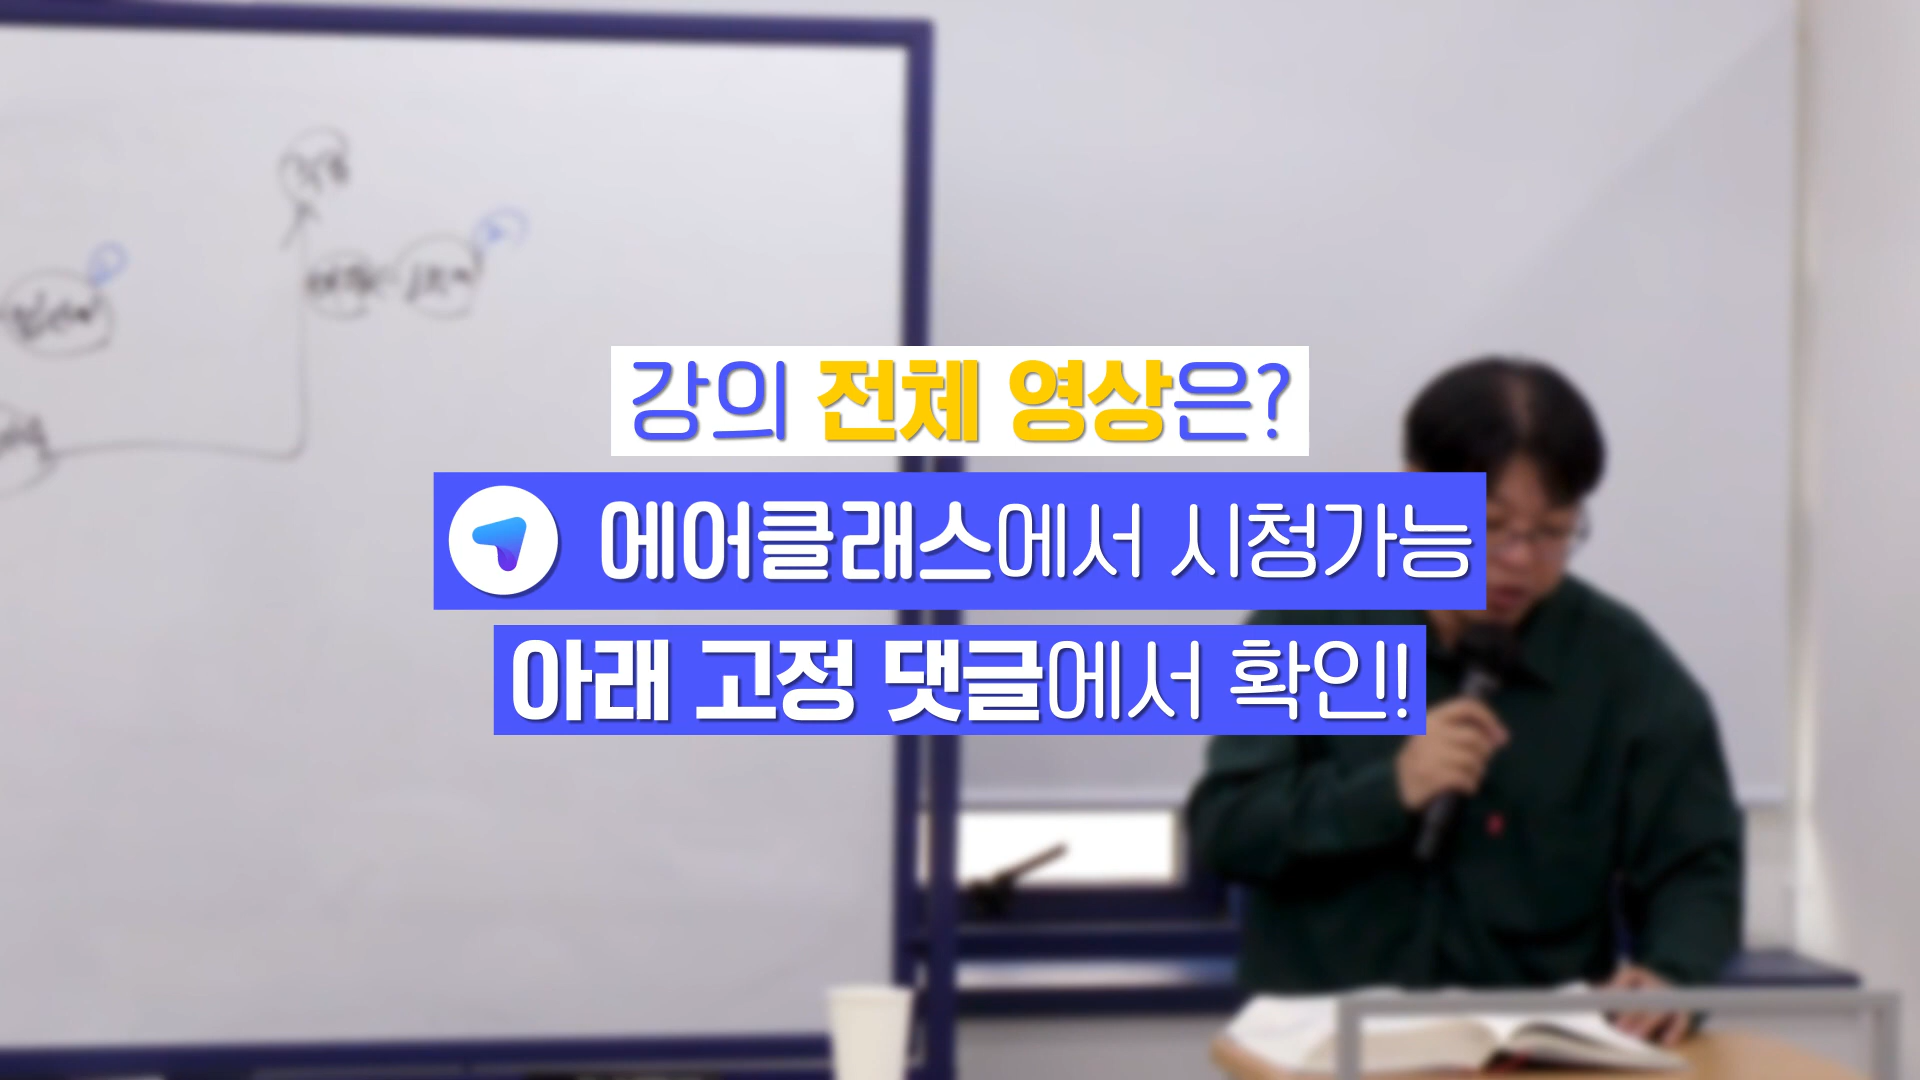 강의 전체 영상은?
에어클래스에서 시청가능
아래 고정 댓글에서 확인!